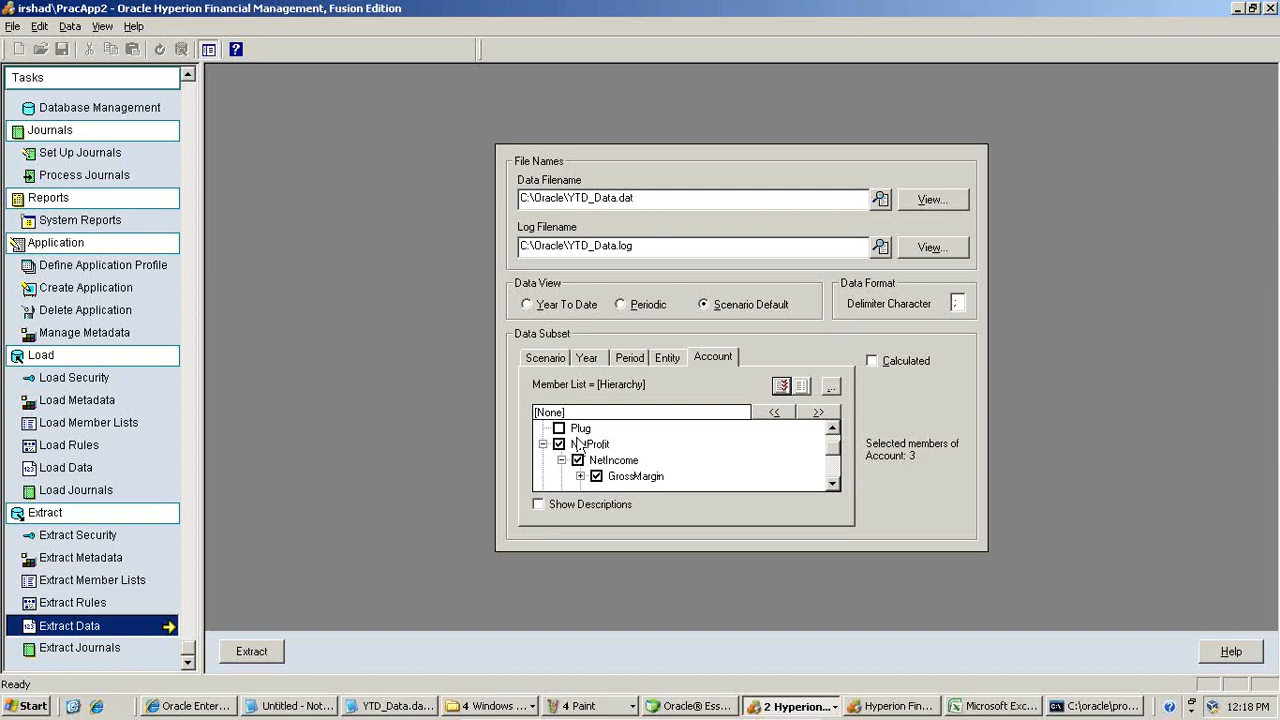 irshad\PracApp2 - Oracle Hyperion Financial Management, Fusion Edition
File Edit Data View Help
Tasks
Database Management
Journals
Set Up Journals
Process Journals
Reports
System Reports
Application
Define Application Profile
Create Application
Delete Application
Manage Metadata
Load
Load Security
Load Metadata
Load Member Lists
Load Rules
Load Data
Load Journals
Extract
Extract Security
Extract Metadata
Extract Member Lists
Extract Rules
Extract Data
Extract Journals
File Names
Data Filename
C:\Oracle\YTD_Data.dat
View...
Log Filename
C:\Oracle\YTD_Data.log
View...
Data View
Year To Date Periodic Scenario Default
Data Format
Delimiter Character ;
Data Subset
Scenario Year Period Entity Account
Calculated
Member List = [Hierarchy]
...
[None] << >>
Plug
NetProfit
NetIncome
GrossMargin
Selected members of
Account: 3
Show Descriptions
Extract
Help
Ready
Start Oracle Enter... Untitled - Not... YTD_Data.da... 4 Windows ... 4 Paint Oracle® Ess... 2 Hyperion... Hyperion Fin... Microsoft Exc... C:\oracle\pro... 12:18 PM